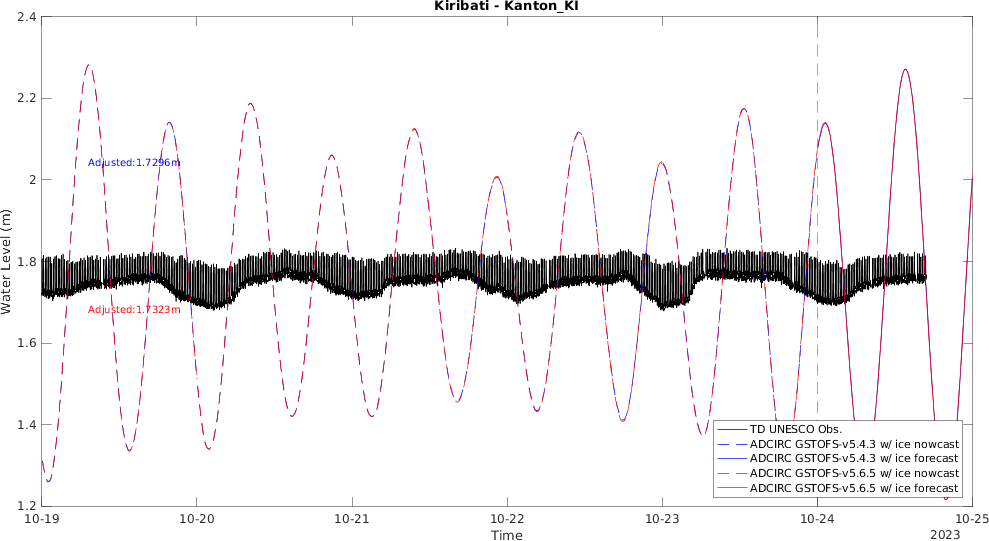 Kiribati - Kanton_KI
2.4
2.2
2
1.8
1.6
1.4
1.2
Water Level (m)
Adjusted:1.7296m
Adjusted:1.7323m
TD UNESCO Obs.
ADCIRC GSTOFS-v5.4.3 w/ ice nowcast
ADCIRC GSTOFS-v5.4.3 w/ ice forecast
ADCIRC GSTOFS-v5.6.5 w/ ice nowcast
ADCIRC GSTOFS-v5.6.5 w/ ice forecast
10-19 10-20 10-21 10-22 10-23 10-24 10-25
Time
2023